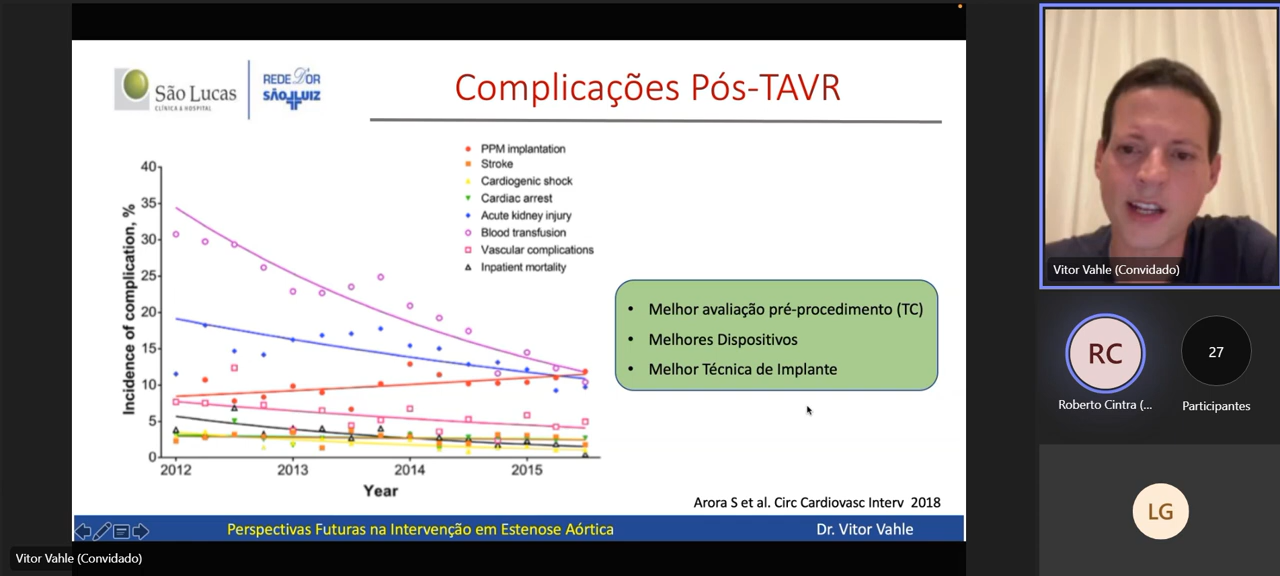 São Lucas
CLÍNICA & HOSPITAL
REDE D'OR
SÃO LUIZ
Complicações Pós-TAVR
PPM implantation
Stroke
Cardiogenic shock
Cardiac arrest
Acute kidney injury
Blood transfusion
Vascular complications
Inpatient mortality
Incidence of complication, %
40
35
30
25
20
15
10
5
0
2012
2013
2014
2015
Year
• Melhor avaliação pré-procedimento (TC)
• Melhores Dispositivos
• Melhor Técnica de Implante
Arora S et al. Circ Cardiovasc Interv 2018
Perspectivas Futuras na Intervenção em Estenose Aórtica
Dr. Vitor Vahle
Vitor Vahle (Convidado)
Vitor Vahle (Convidado)
RC
Roberto Cintra (...
27
Participantes
LG